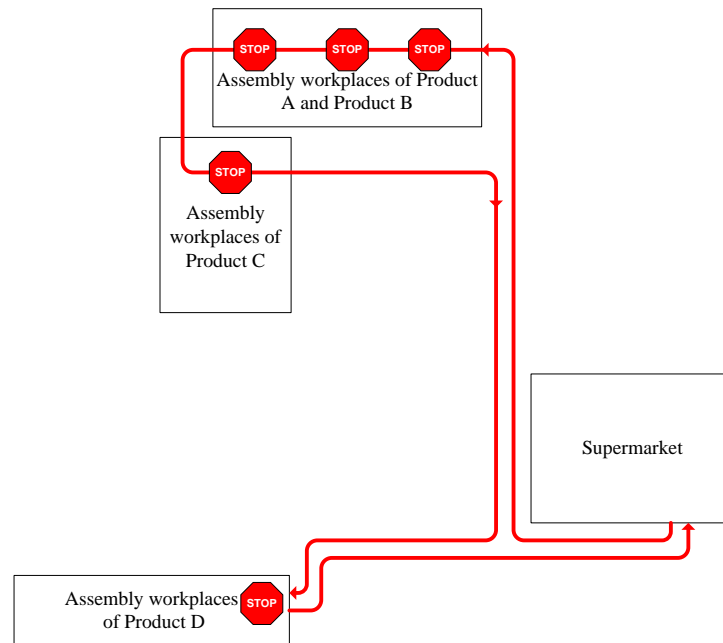 STOP STOP STOP
Assembly workplaces of Product
A and Product B
STOP
Assembly
workplaces of
Product C
Supermarket
Assembly workplaces
of Product D
STOP